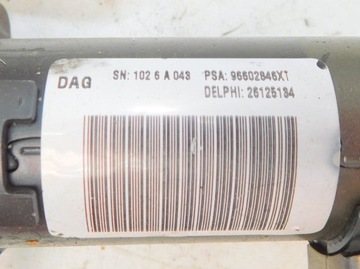 DAG SN: 102 6 A 043 PSA: 96602846XT
DELPHI: 26125134